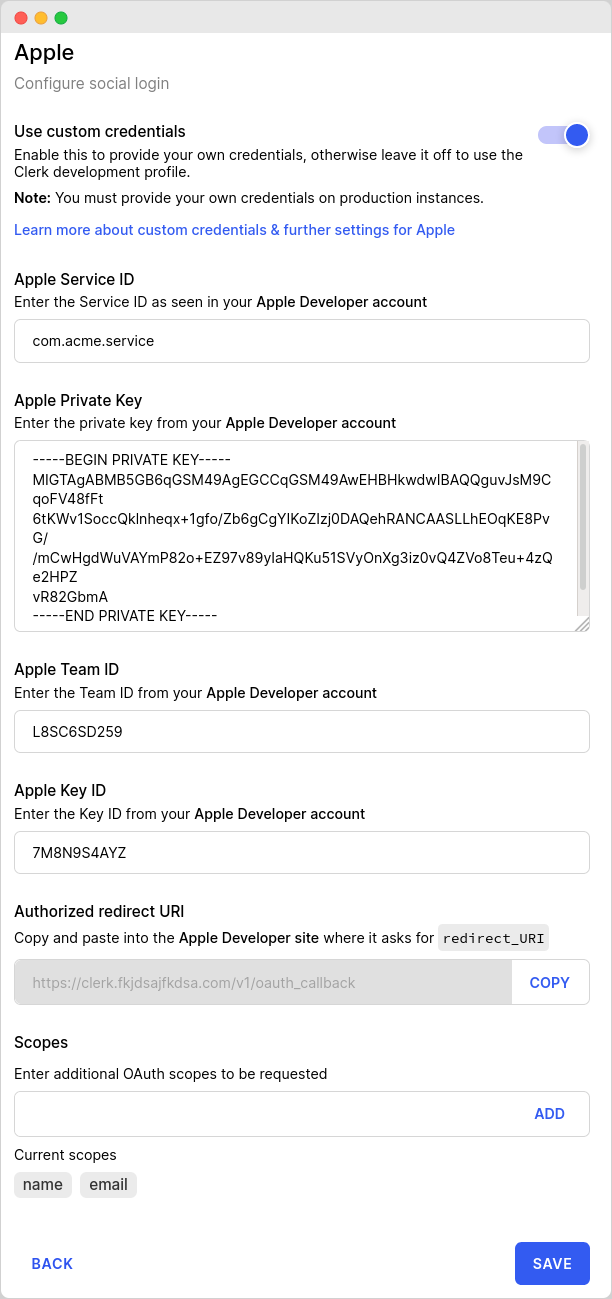 Apple
Configure social login
Use custom credentials
Enable this to provide your own credentials, otherwise leave it off to use the
Clerk development profile.
Note: You must provide your own credentials on production instances.
Learn more about custom credentials & further settings for Apple
Apple Service ID
Enter the Service ID as seen in your Apple Developer account
com.acme.service
Apple Private Key
Enter the private key from your Apple Developer account
-----BEGIN PRIVATE KEY-----
MIGTAgABMB5GB6qGSM49AgEGCCqGSM49AwEHBHkwdwIBAQQguvJsM9C
qoFV48fFt
6tKWv1SoccQklnheqx+1gfo/Zb6gCgYIKoZIzj0DAQehRANCAASLLhEOqKE8Pv
G/
/mCwHgdWuVAYmP82o+EZ97v89yIaHQKu51SVyOnXg3iz0vQ4ZVo8Teu+4zQ
e2HPZ
vR82GbmA
-----END PRIVATE KEY-----
Apple Team ID
Enter the Team ID from your Apple Developer account
L8SC6SD259
Apple Key ID
Enter the Key ID from your Apple Developer account
7M8N9S4AYZ
Authorized redirect URI
Copy and paste into the Apple Developer site where it asks for redirect_URI
https://clerk.fkjdsajfkdsa.com/v1/oauth_callback COPY
Scopes
Enter additional OAuth scopes to be requested
ADD
Current scopes
name email
BACK SAVE